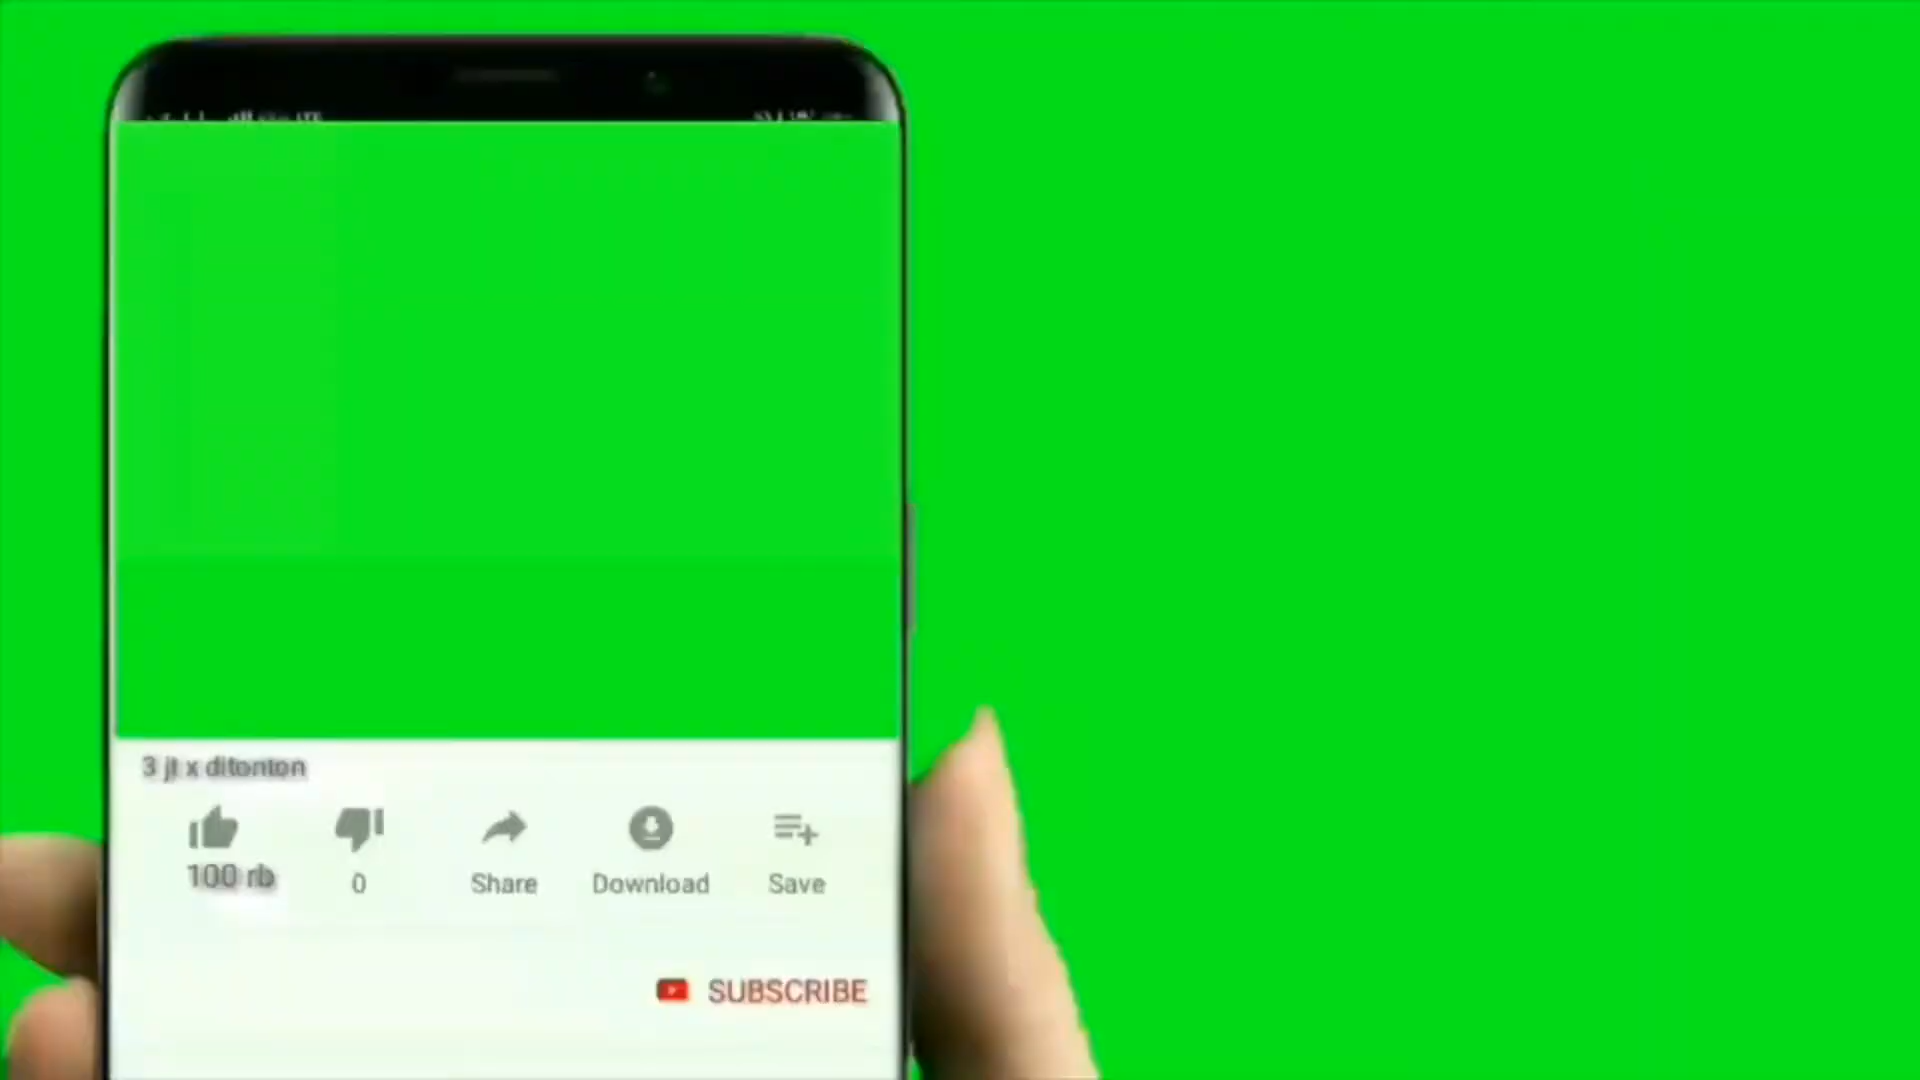 3 jt x ditonton
100 rb
0
Share
Download
Save
SUBSCRIBE